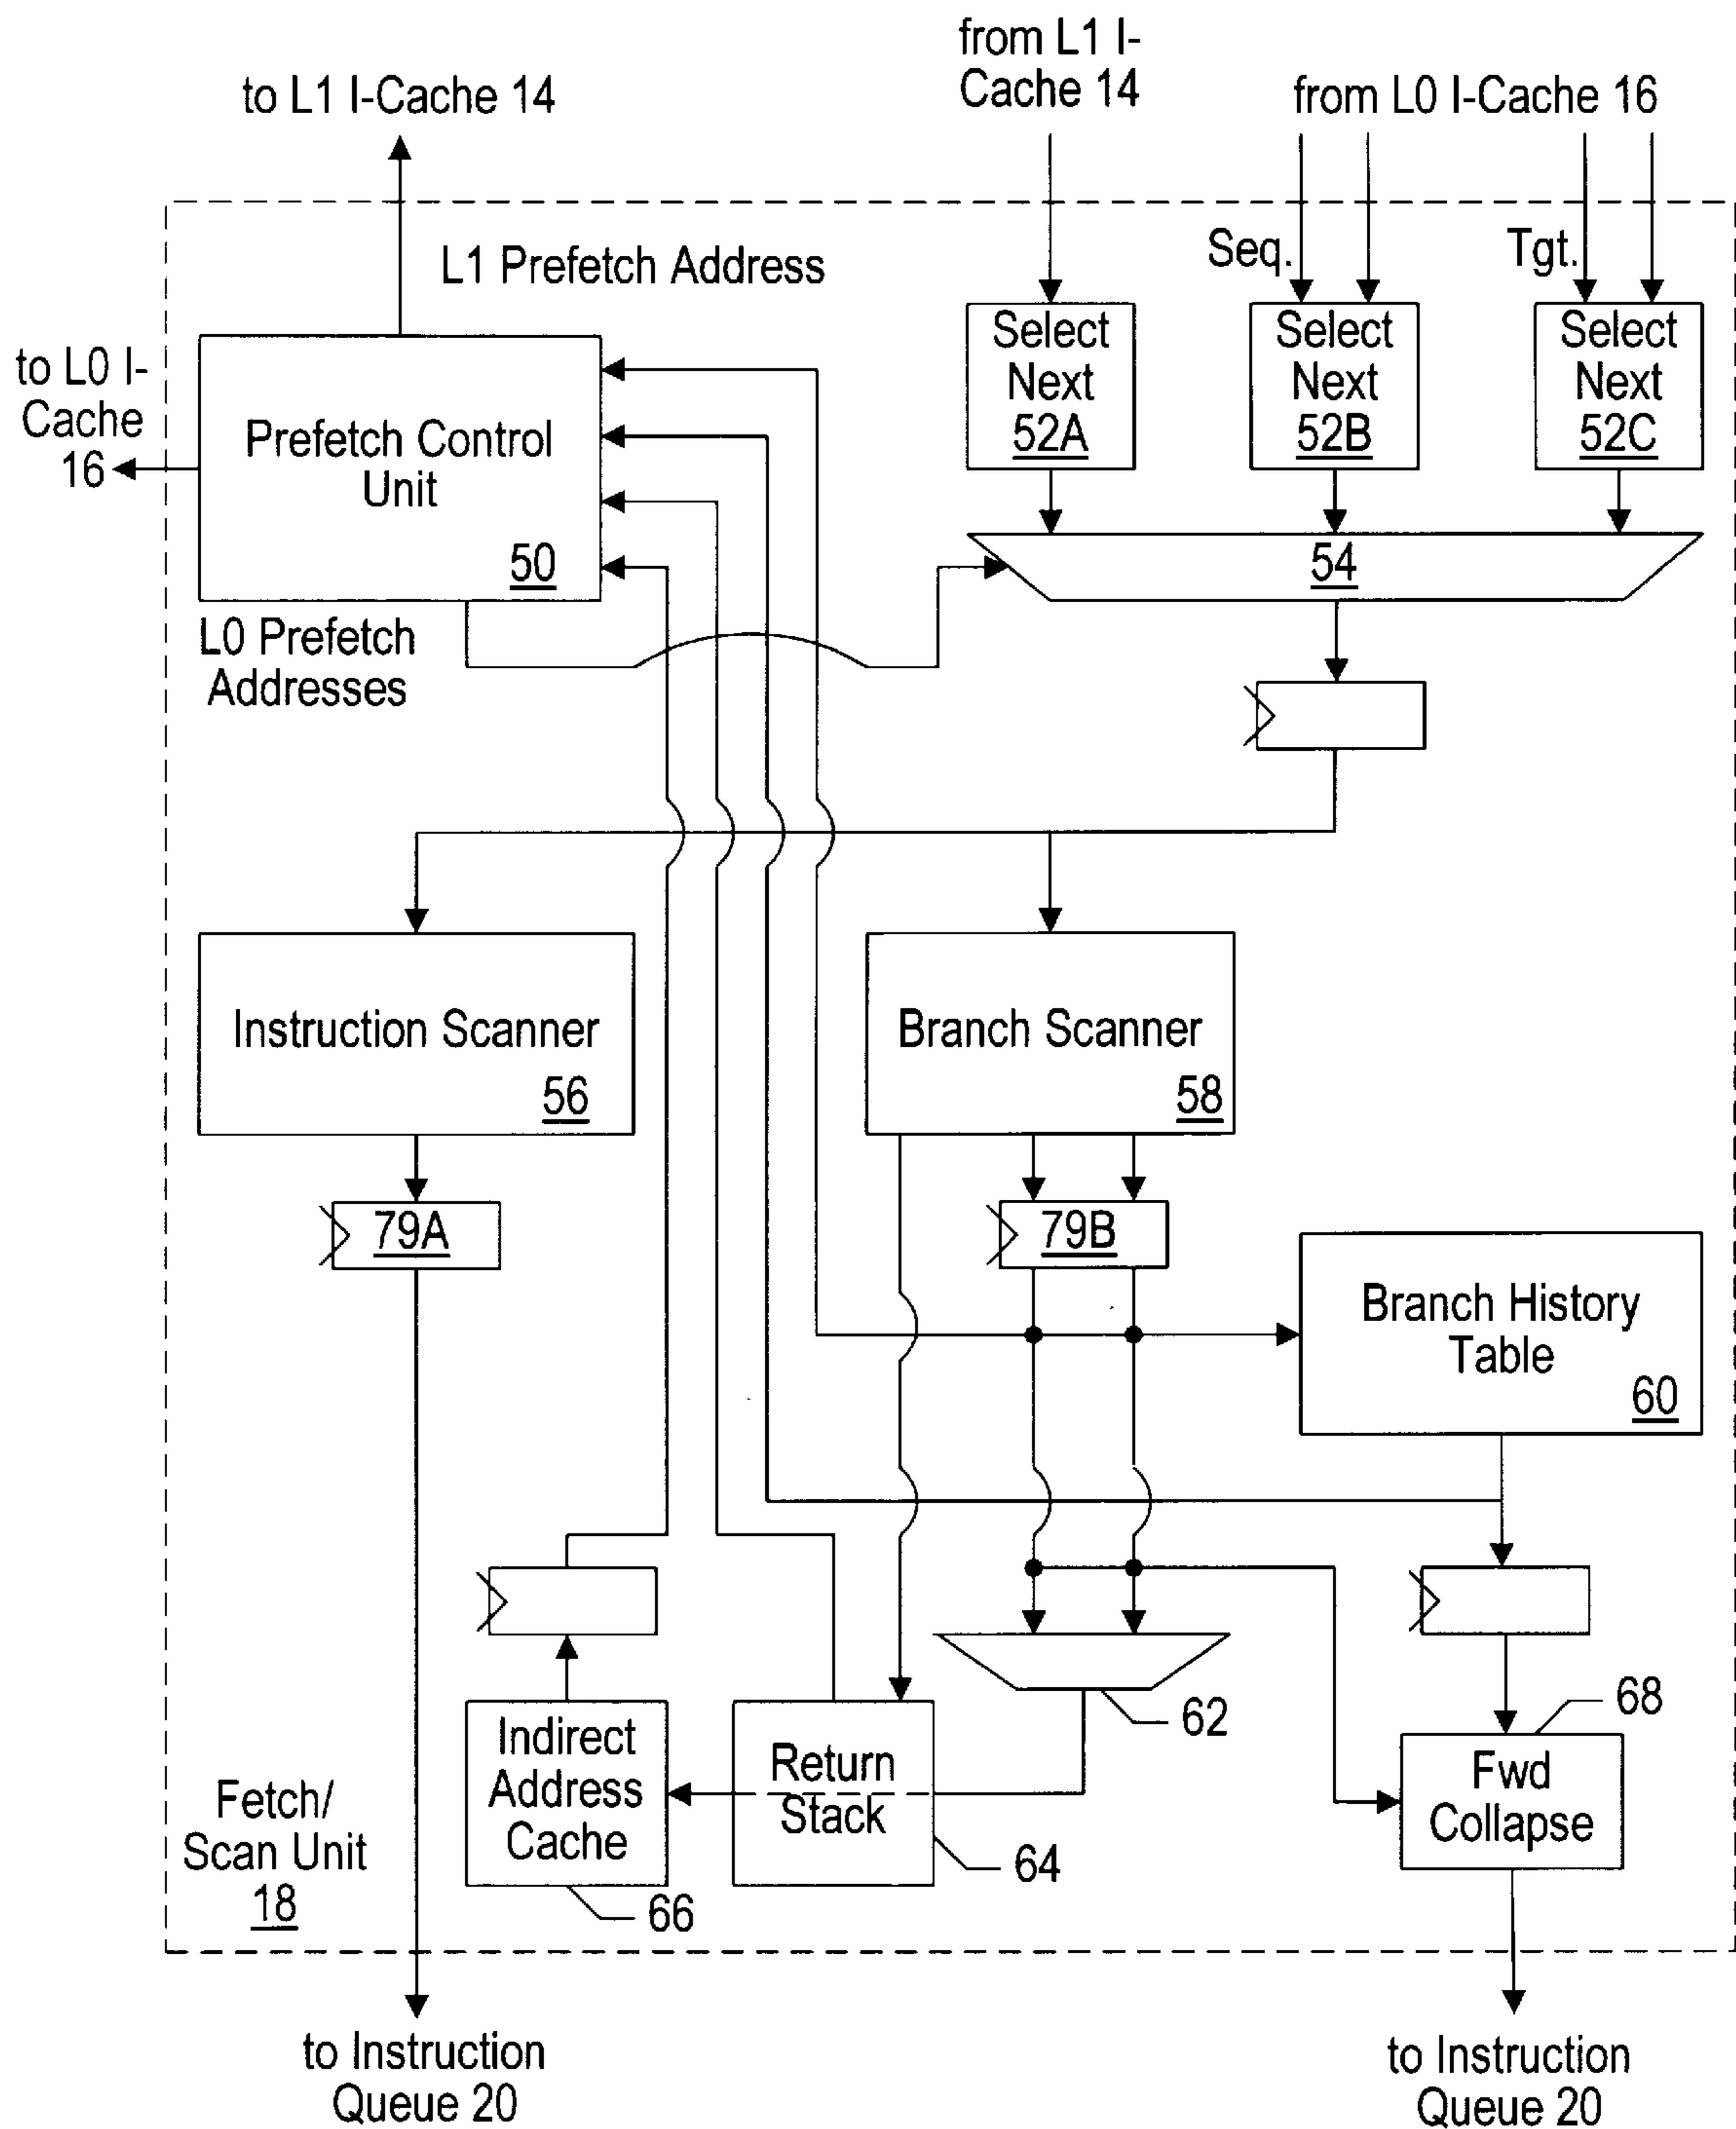 from L1 I-
Cache 14
to L1 I-Cache 14
from L0 I-Cache 16
L1 Prefetch Address
Seq.
Tgt.
to L0 I-
Cache
16
Prefetch Control
Unit
50
Select
Next
52A
Select
Next
52B
Select
Next
52C
54
L0 Prefetch
Addresses
Instruction Scanner
56
Branch Scanner
58
79A
79B
Branch History
Table
60
62
68
Indirect
Address
Cache
66
Return
Stack
64
Fwd
Collapse
Fetch/
Scan Unit
18
to Instruction
Queue 20
to Instruction
Queue 20